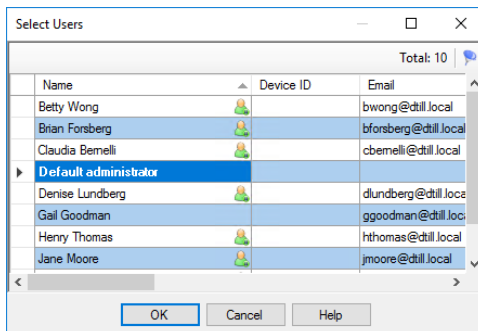 Select Users
Total: 10
Name Device ID Email
Betty Wong bwong@dtill.local
Brian Forsberg bforsberg@dtill.local
Claudia Bernelli cbernelli@dtill.local
Default administrator
Denise Lundberg dlundberg@dtill.loca
Gail Goodman ggoodman@dtill.loc
Henry Thomas hthomas@dtill.local
Jane Moore jmoore@dtill.local
OK Cancel Help